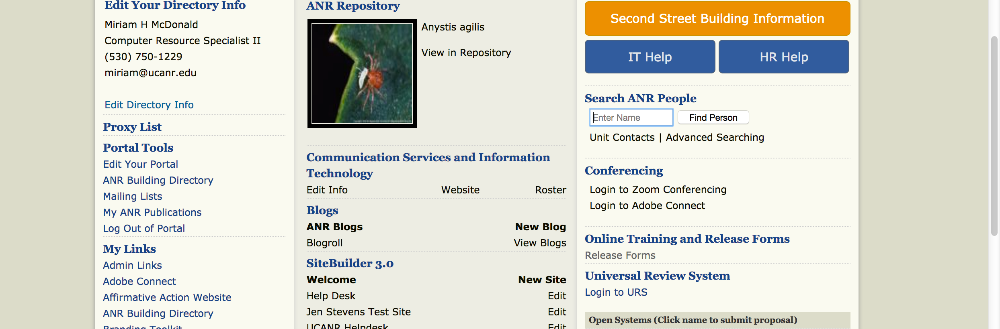 Edit Your Directory Info
Miriam H McDonald
Computer Resource Specialist II
(530) 750-1229
miriam@ucanr.edu
Edit Directory Info
Proxy List
Portal Tools
Edit Your Portal
ANR Building Directory
Mailing Lists
My ANR Publications
Log Out of Portal
My Links
Admin Links
Adobe Connect
Affirmative Action Website
ANR Building Directory
Branding Toolkit
ANR Repository
Anystis agilis
View in Repository
Communication Services and Information
Technology
Edit Info Website Roster
Blogs
ANR Blogs New Blog
Blogroll View Blogs
SiteBuilder 3.0
Welcome New Site
Help Desk Edit
Jen Stevens Test Site Edit
UCANR Helpdesk Edit
Second Street Building Information
IT Help HR Help
Search ANR People
Enter Name Find Person
Unit Contacts | Advanced Searching
Conferencing
Login to Zoom Conferencing
Login to Adobe Connect
Online Training and Release Forms
Release Forms
Universal Review System
Login to URS
Open Systems (Click name to submit proposal)